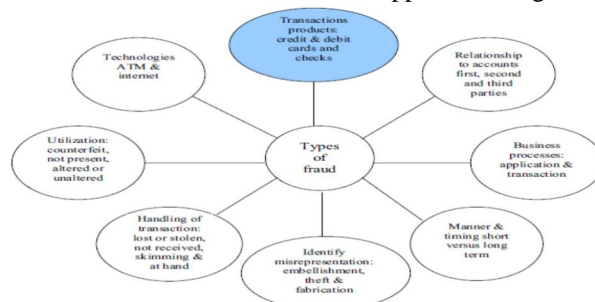 Transactions
products:
credit & debit
cards and
checks
Technologies
ATM &
internet
Relationship
to accounts
first, second
and third
parties
Utilization:
counterfeit,
not present,
altered or
unaltered
Types
of
fraud
Business
processes:
application &
transaction
Handling of
transaction:
lost or stolen,
not received,
skimming &
at hand
Identify
misrepresentation:
embellishment,
theft &
fabrication
Manner &
timing short
versus long
term